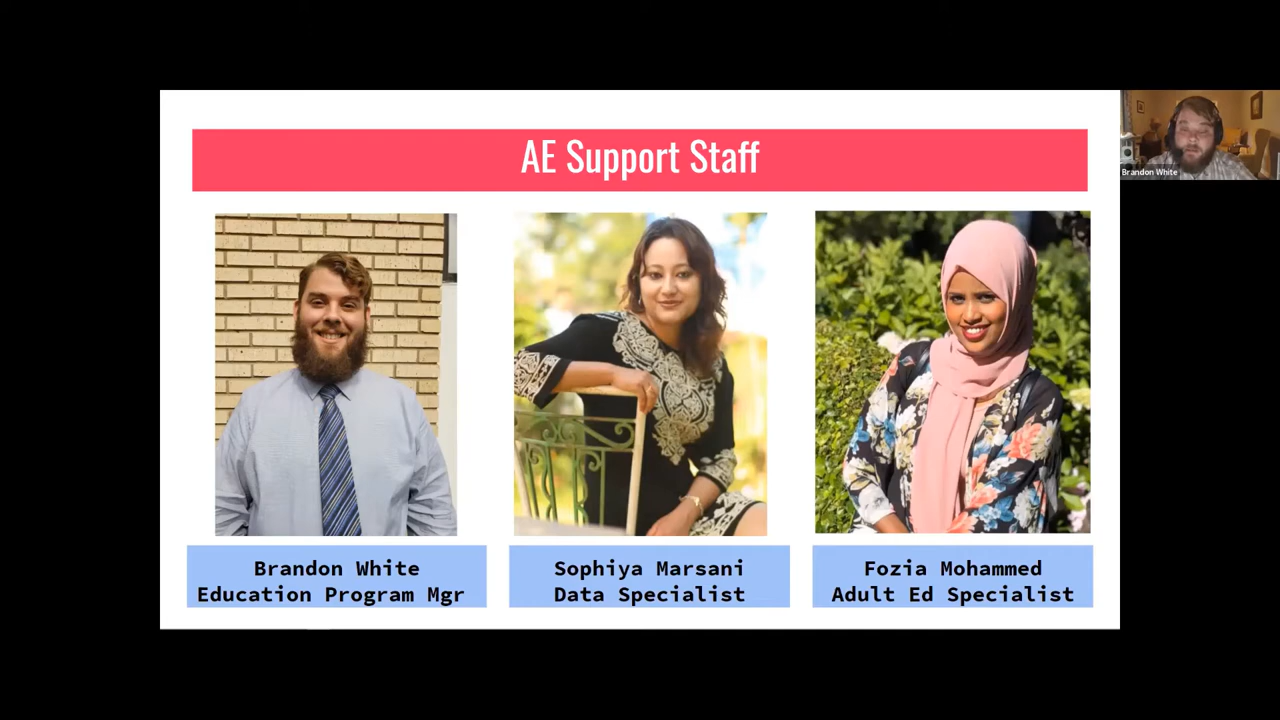 AE Support Staff
Brandon White
Brandon White
Education Program Mgr
Sophiya Marsani
Data Specialist
Fozia Mohammed
Adult Ed Specialist